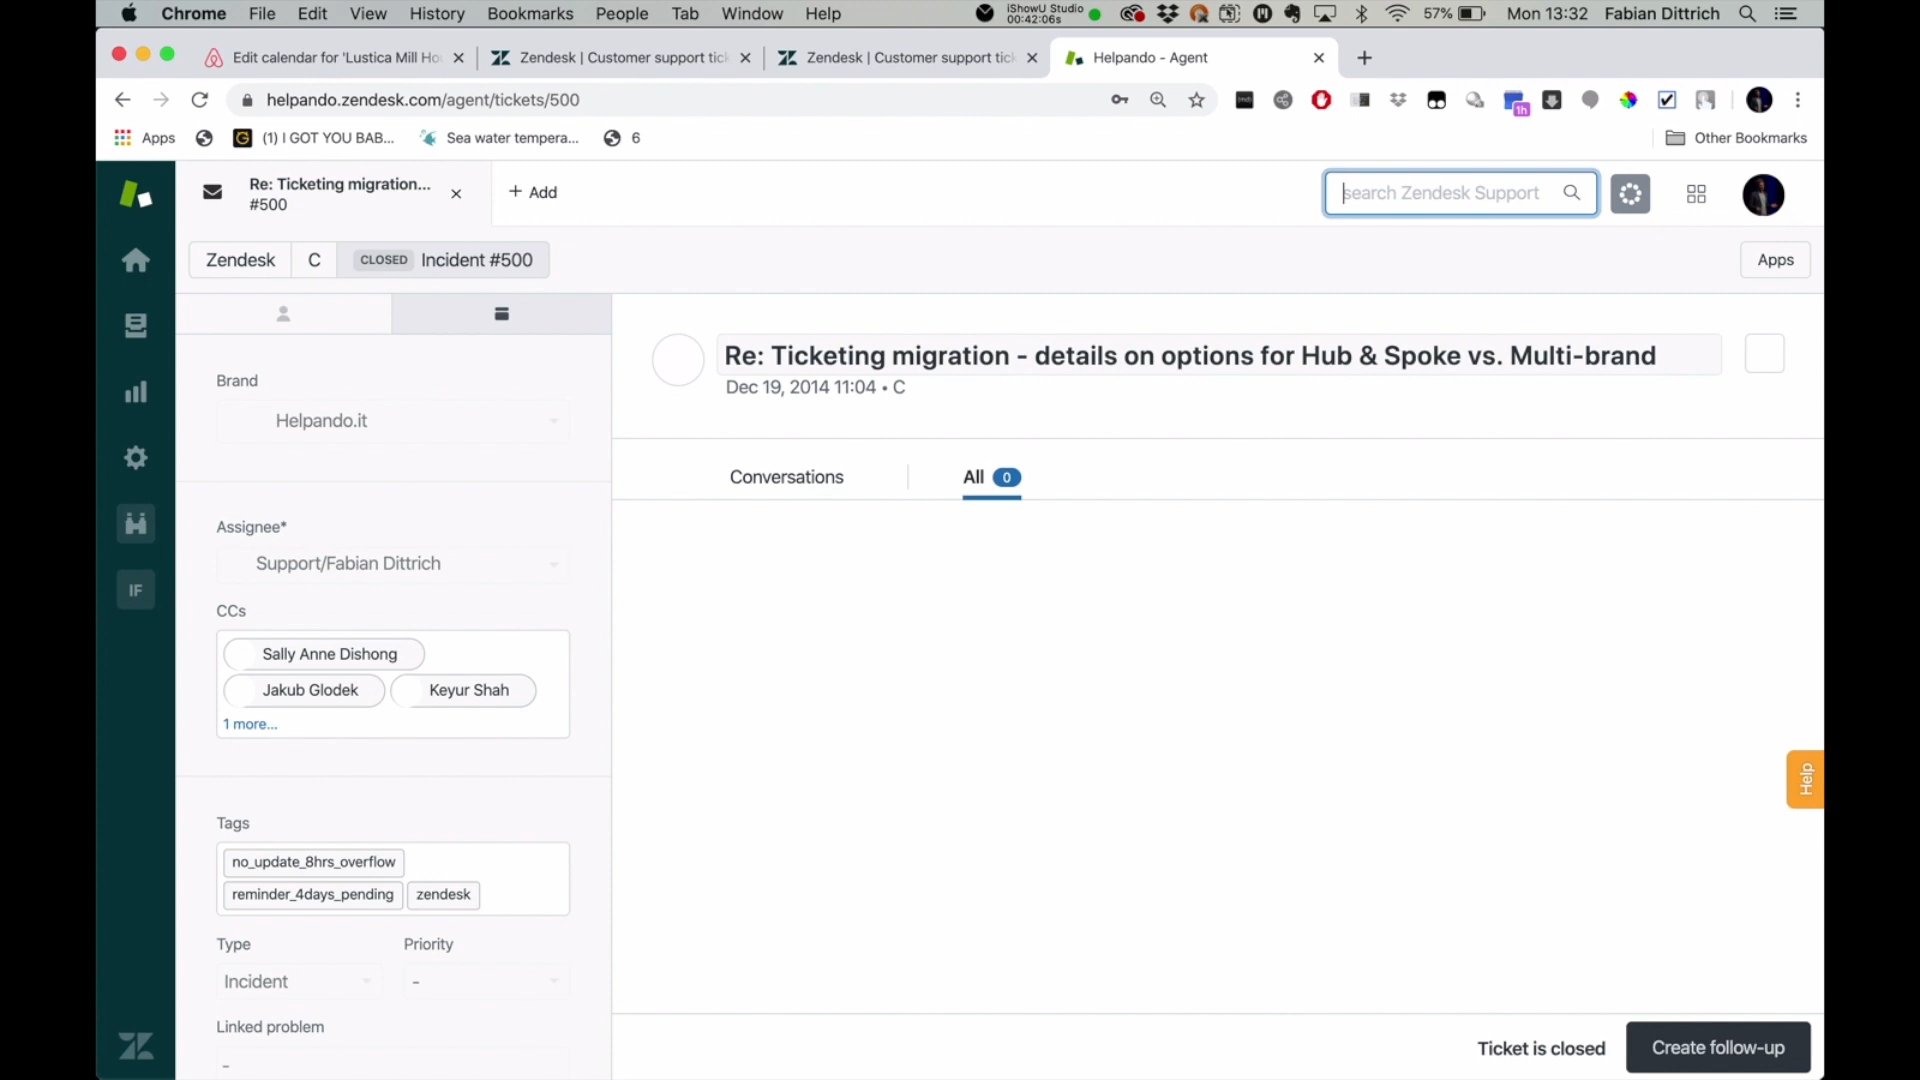 Chrome File Edit View History Bookmarks People Tab Window Help iShowU Studio 00:42:06s 57% Mon 13:32 Fabian Dittrich
Edit calendar for 'Lustica Mill Ho Zendesk | Customer support tick Zendesk | Customer support tick Helpando - Agent
helpando.zendesk.com/agent/tickets/500 1h
Apps (1) I GOT YOU BAB... Sea water tempera... 6 Other Bookmarks
Re: Ticketing migration...
#500
+ Add
search Zendesk Support
Zendesk C CLOSED Incident #500 Apps
Re: Ticketing migration - details on options for Hub & Spoke vs. Multi-brand
Dec 19, 2014 11:04 • C
Brand
Helpando.it
Conversations All 0
Assignee*
Support/Fabian Dittrich
CCs
Sally Anne Dishong
Jakub Glodek Keyur Shah
1 more...
Help
Tags
no_update_8hrs_overflow
reminder_4days_pending zendesk
Type Priority
Incident -
Linked problem
-
IF
Ticket is closed Create follow-up